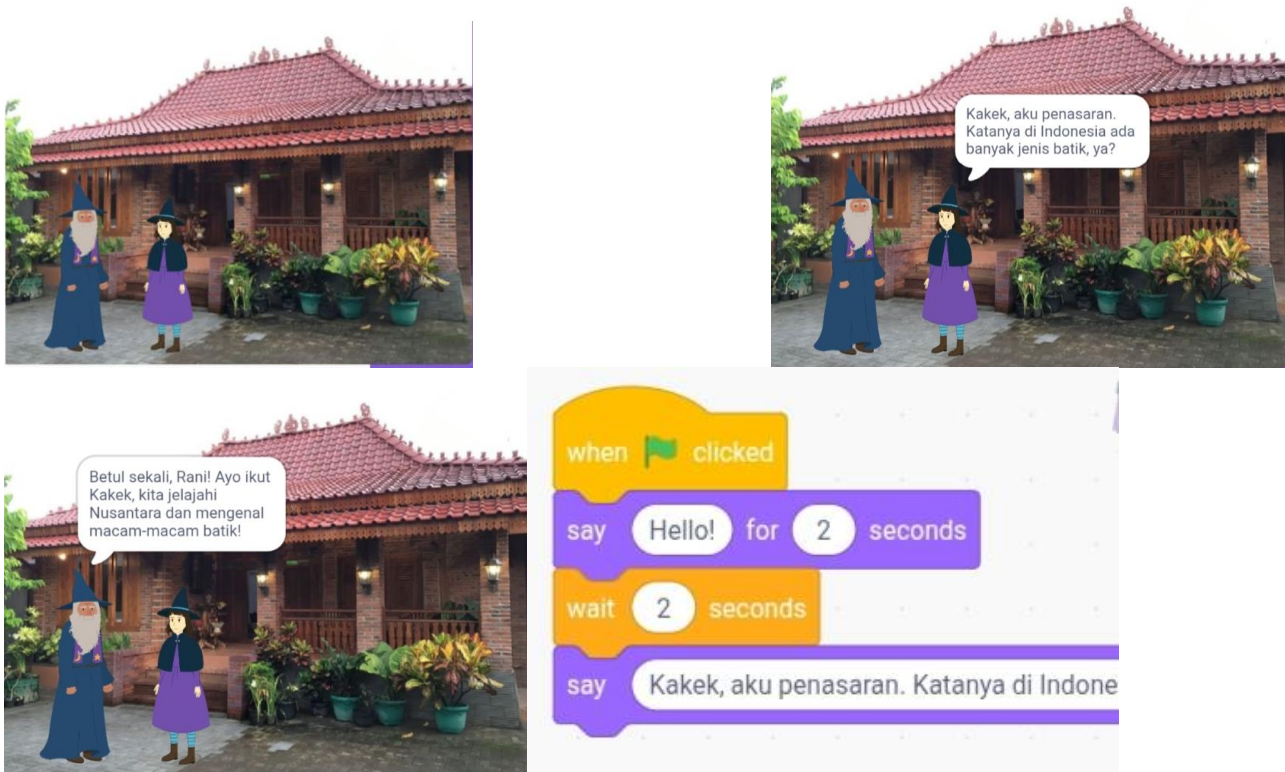 Kakek, aku penasaran.
Katanya di Indonesia ada
banyak jenis batik, ya?
Betul sekali, Rani! Ayo ikut
Kakek, kita jelajahi
Nusantara dan mengenal
macam-macam batik!
when clicked
say Hello! for 2 seconds
wait 2 seconds
say Kakek, aku penasaran. Katanya di Indone